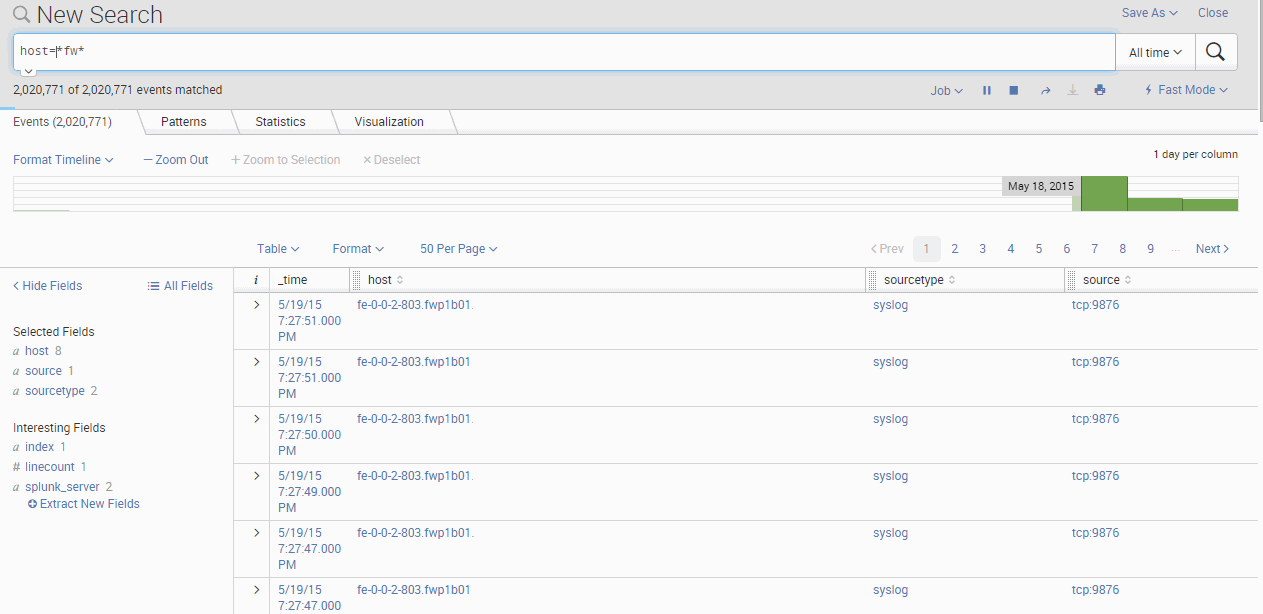 New Search
Save As
Close
host=*fw*
All time
2,020,771 of 2,020,771 events matched
Job
Fast Mode
Events (2,020,771)
Patterns
Statistics
Visualization
Format Timeline
— Zoom Out
+ Zoom to Selection
× Deselect
1 day per column
May 18, 2015
Table
Format
50 Per Page
< Prev
1
2
3
4
5
6
7
8
9
...
Next >
< Hide Fields
All Fields
i
_time
host
sourcetype
source
Selected Fields
a host 8
a source 1
a sourcetype 2
Interesting Fields
a index 1
# linecount 1
a splunk_server 2
Extract New Fields
> 5/19/15 fe-0-0-2-803.fwp1b01. syslog tcp:9876
7:27:51.000
PM
> 5/19/15 fe-0-0-2-803.fwp1b01 syslog tcp:9876
7:27:51.000
PM
> 5/19/15 fe-0-0-2-803.fwp1b01. syslog tcp:9876
7:27:50.000
PM
> 5/19/15 fe-0-0-2-803.fwp1b01. syslog tcp:9876
7:27:49.000
PM
> 5/19/15 fe-0-0-2-803.fwp1b01. syslog tcp:9876
7:27:47.000
PM
> 5/19/15 fe-0-0-2-803.fwp1b01 syslog tcp:9876
7:27:47.000